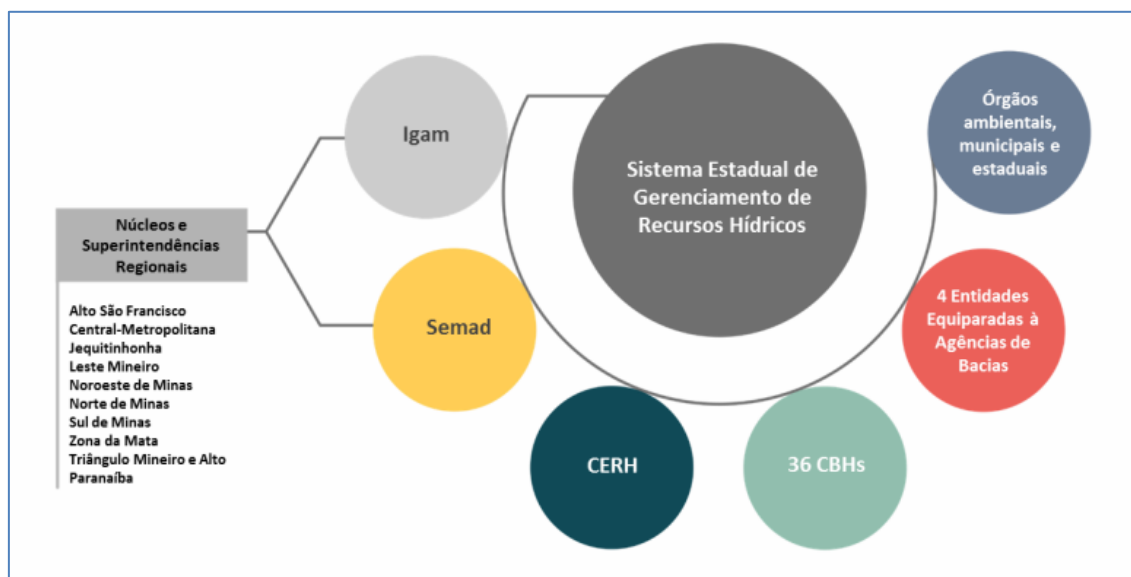 Igam
Sistema Estadual de
Gerenciamento de
Recursos Hídricos
Órgãos
ambientais,
municipais e
estaduais
Núcleos e
Superintendências
Regionais
Alto São Francisco
Central-Metropolitana
Jequitinhonha
Leste Mineiro
Noroeste de Minas
Norte de Minas
Sul de Minas
Zona da Mata
Triângulo Mineiro e Alto
Paranaíba
Semad
4 Entidades
Equiparadas à
Agências de
Bacias
CERH
36 CBHs